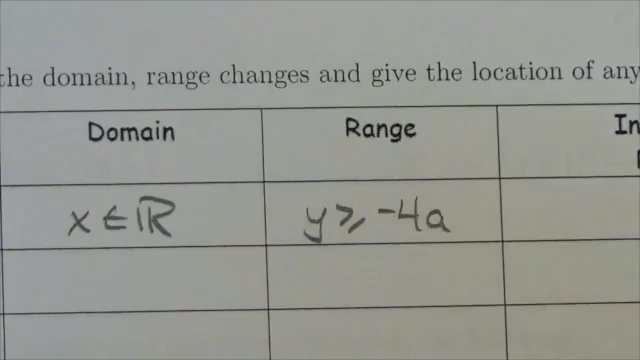 the domain, range changes and give the location of any
Domain Range In
x ∈ ℝ y ⩾ -4a